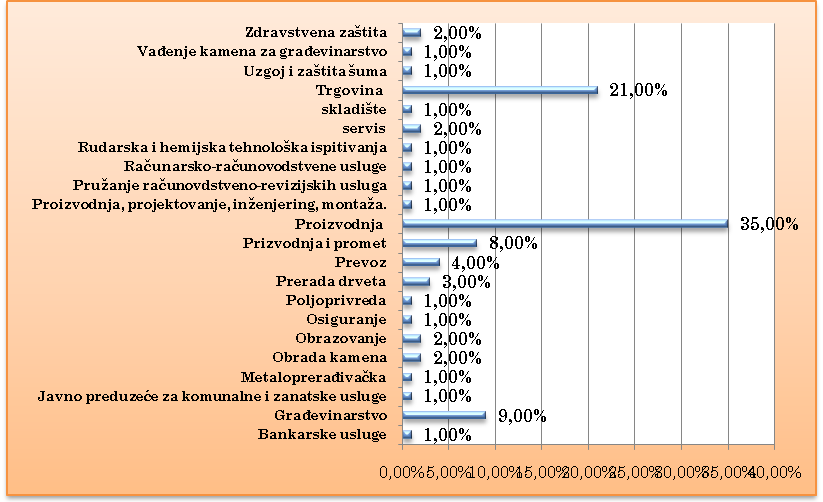 Zdravstvena zaštita 2,00%
Vađenje kamena za građevinarstvo 1,00%
Uzgoj i zaštita šuma 1,00%
Trgovina 21,00%
skladište 1,00%
servis 2,00%
Rudarska i hemijska tehnološka ispitivanja 1,00%
Računarsko-računovodstvene usluge 1,00%
Pružanje računovdstveno-revizijskih usluga 1,00%
Proizvodnja, projektovanje, inženjering, montaža. 1,00%
Proizvodnja 35,00%
Prizvodnja i promet 8,00%
Prevoz 4,00%
Prerada drveta 3,00%
Poljoprivreda 1,00%
Osiguranje 1,00%
Obrazovanje 2,00%
Obrada kamena 2,00%
Metaloprerađivačka 1,00%
Javno preduzeće za komunalne i zanatske usluge 1,00%
Građevinarstvo 9,00%
Bankarske usluge 1,00%
0,00% 5,00% 10,00% 15,00% 20,00% 25,00% 30,00% 35,00% 40,00%